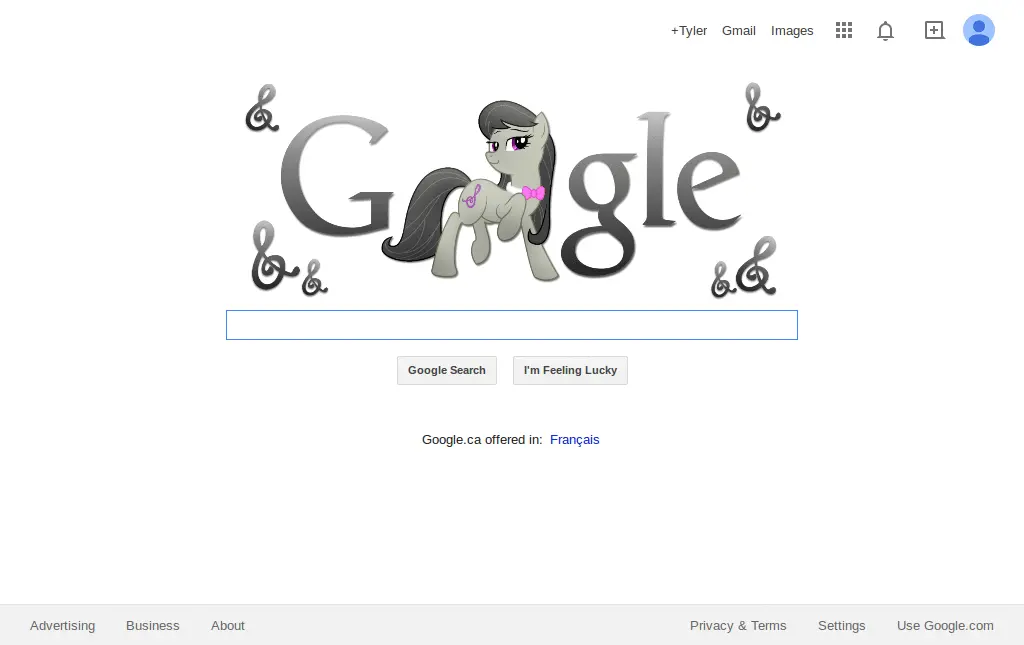 +Tyler Gmail Images
Google
Google Search I'm Feeling Lucky
Google.ca offered in: Français
Advertising Business About Privacy & Terms Settings Use Google.com